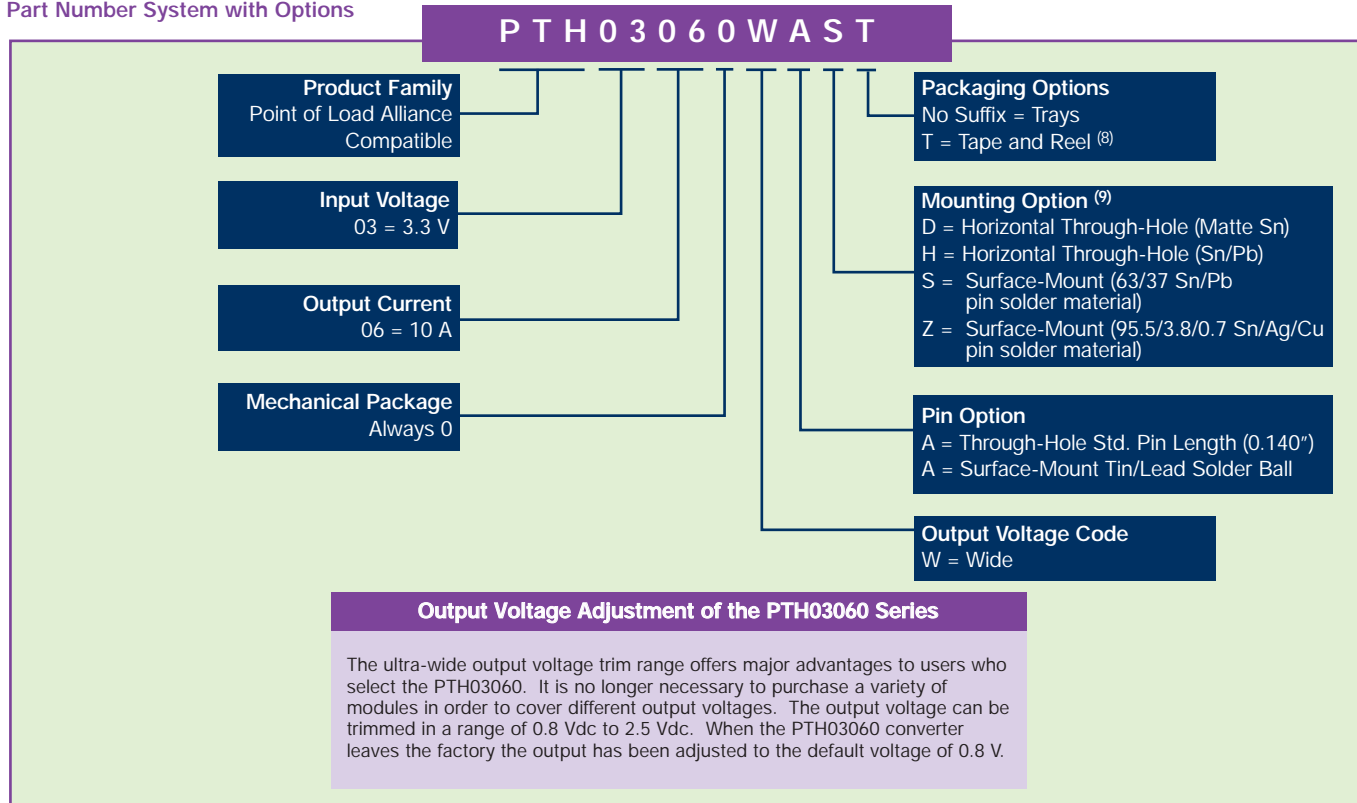 Part Number System with Options
PTH03060WAST
Product Family
Point of Load Alliance
Compatible
Input Voltage
03 = 3.3 V
Output Current
06 = 10 A
Mechanical Package
Always 0
Packaging Options
No Suffix = Trays
T = Tape and Reel (8)
Mounting Option (9)
D = Horizontal Through-Hole (Matte Sn)
H = Horizontal Through-Hole (Sn/Pb)
S = Surface-Mount (63/37 Sn/Pb
pin solder material)
Z = Surface-Mount (95.5/3.8/0.7 Sn/Ag/Cu
pin solder material)
Pin Option
A = Through-Hole Std. Pin Length (0.140″)
A = Surface-Mount Tin/Lead Solder Ball
Output Voltage Code
W = Wide
Output Voltage Adjustment of the PTH03060 Series
The ultra-wide output voltage trim range offers major advantages to users who
select the PTH03060. It is no longer necessary to purchase a variety of
modules in order to cover different output voltages. The output voltage can be
trimmed in a range of 0.8 Vdc to 2.5 Vdc. When the PTH03060 converter
leaves the factory the output has been adjusted to the default voltage of 0.8 V.